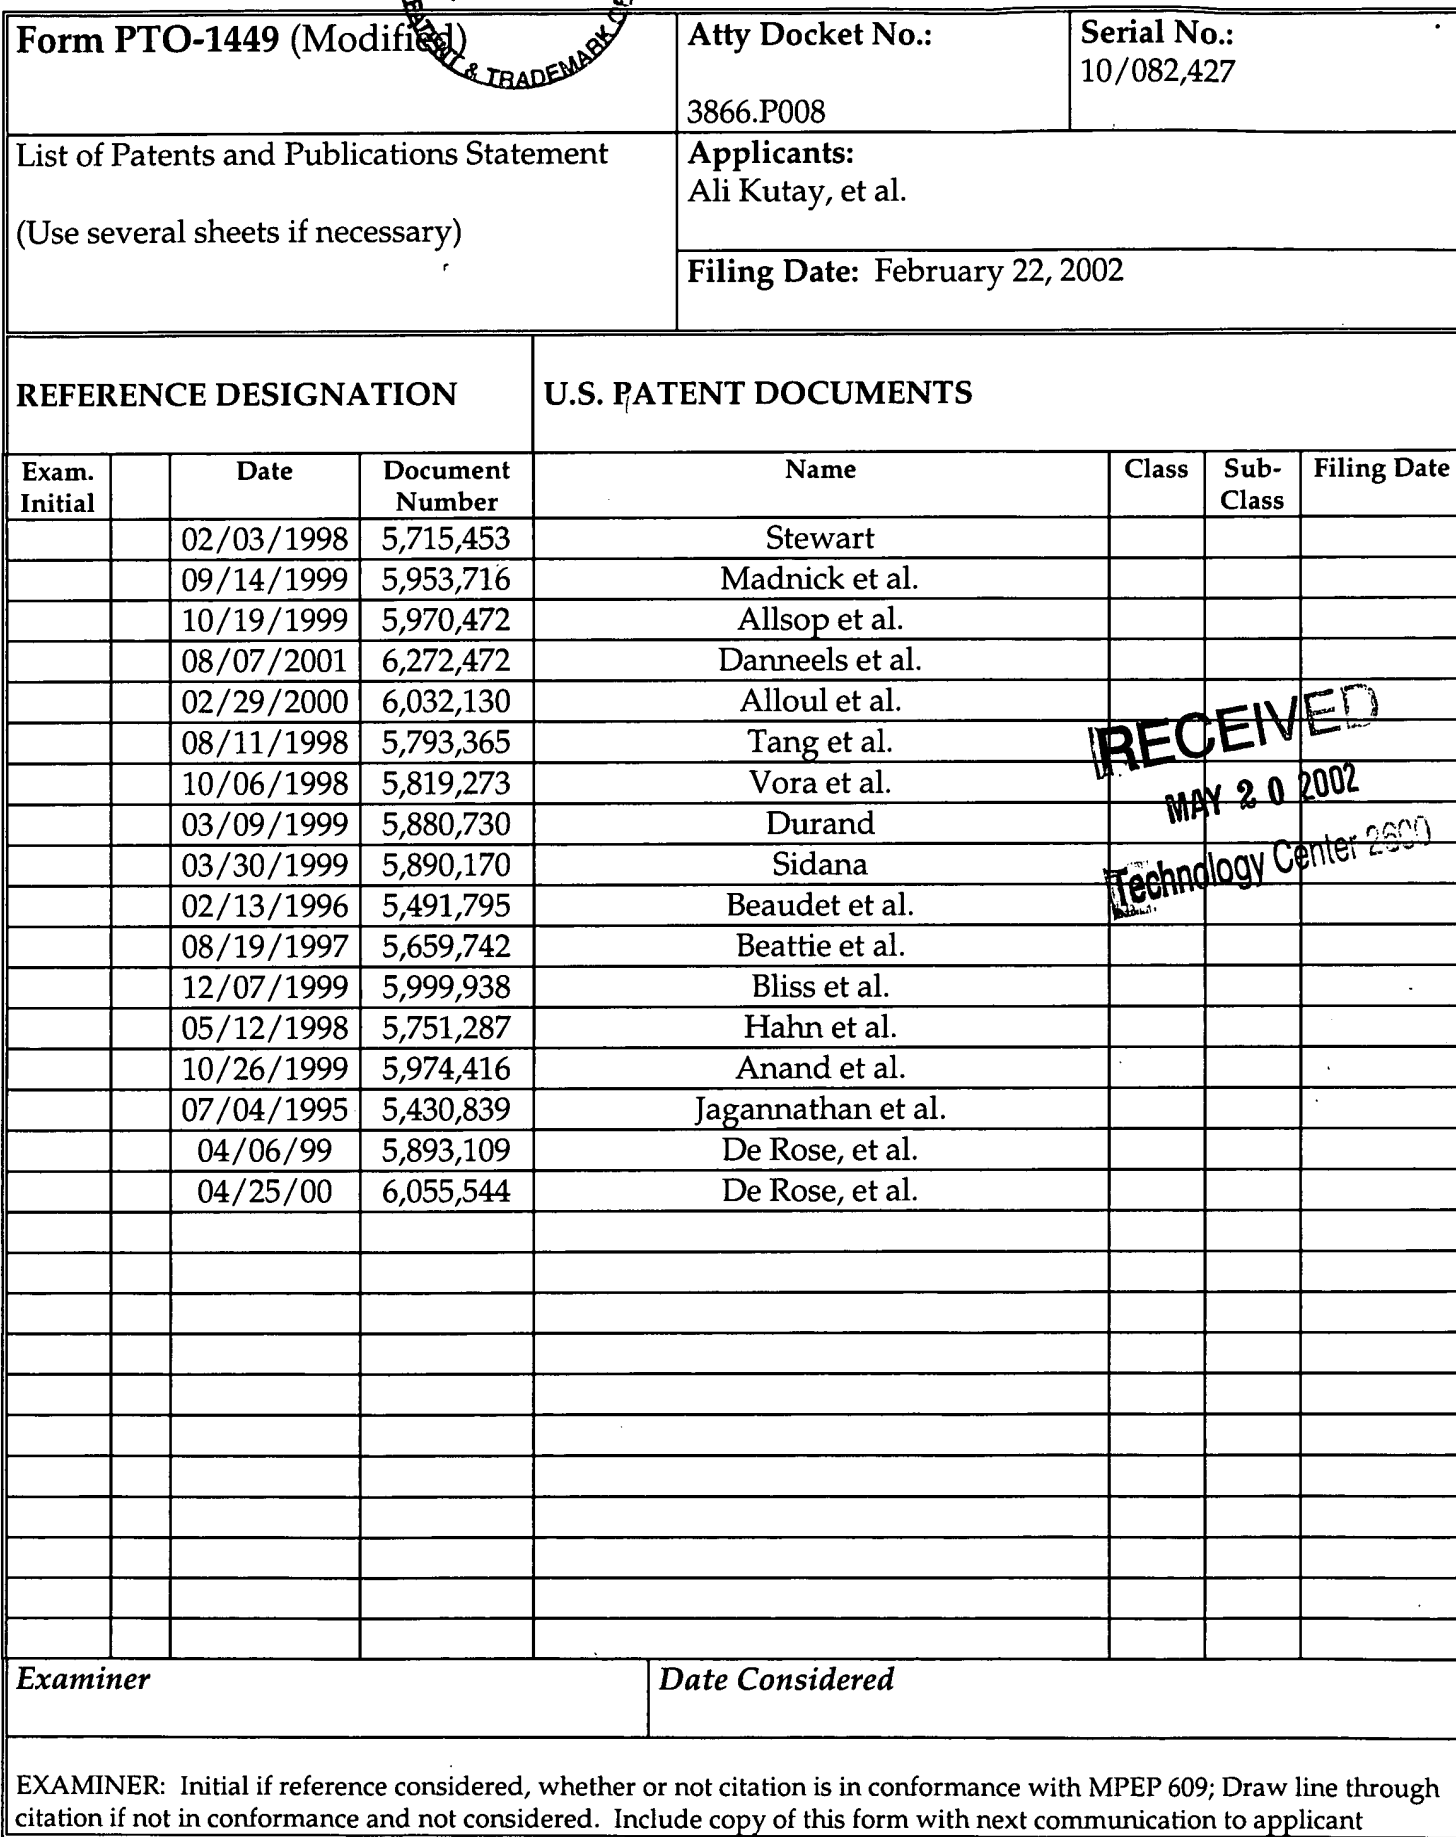 Form PTO-1449 (Modified)
& TRADEMARK
Atty Docket No.:
3866.P008
Serial No.:
10/082,427
List of Patents and Publications Statement
(Use several sheets if necessary)
Applicants:
Ali Kutay, et al.
Filing Date: February 22, 2002
REFERENCE DESIGNATION
U.S. PATENT DOCUMENTS
Exam. Initial Date Document Number Name Class Sub-Class Filing Date
02/03/1998 5,715,453 Stewart
09/14/1999 5,953,716 Madnick et al.
10/19/1999 5,970,472 Allsop et al.
08/07/2001 6,272,472 Danneels et al.
02/29/2000 6,032,130 Alloul et al.
08/11/1998 5,793,365 Tang et al.
10/06/1998 5,819,273 Vora et al.
03/09/1999 5,880,730 Durand
03/30/1999 5,890,170 Sidana
02/13/1996 5,491,795 Beaudet et al.
08/19/1997 5,659,742 Beattie et al.
12/07/1999 5,999,938 Bliss et al.
05/12/1998 5,751,287 Hahn et al.
10/26/1999 5,974,416 Anand et al.
07/04/1995 5,430,839 Jagannathan et al.
04/06/99 5,893,109 De Rose, et al.
04/25/00 6,055,544 De Rose, et al.
RECEIVED
MAY 20 2002
Technology Center 2600
Examiner
Date Considered
EXAMINER: Initial if reference considered, whether or not citation is in conformance with MPEP 609; Draw line through
citation if not in conformance and not considered. Include copy of this form with next communication to applicant